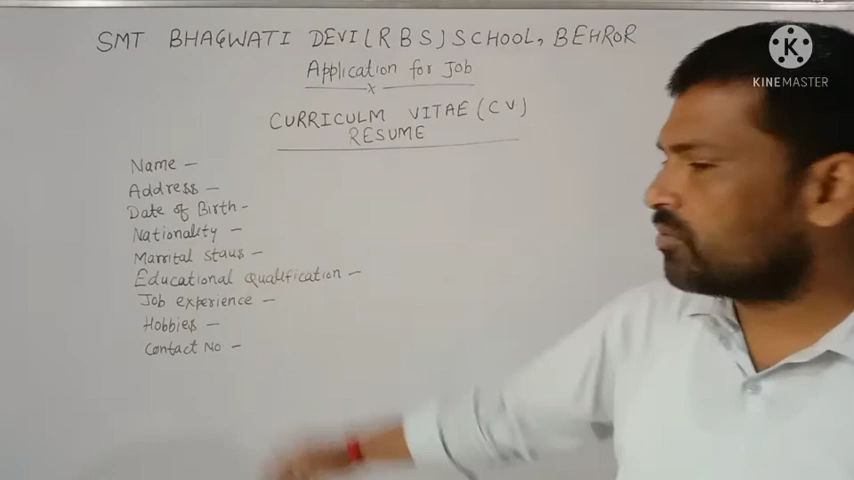 SMT BHAGWATI DEVI (R B S) SCHOOL, BEHROR
Application for Job
x
CURRICULM VITAE (CV)
RESUME
Name -
Address -
Date of Birth -
Nationality -
Marrital staus -
Educational Qualification -
Job experience -
Hobbies -
Contact No -
K
KINEMASTER